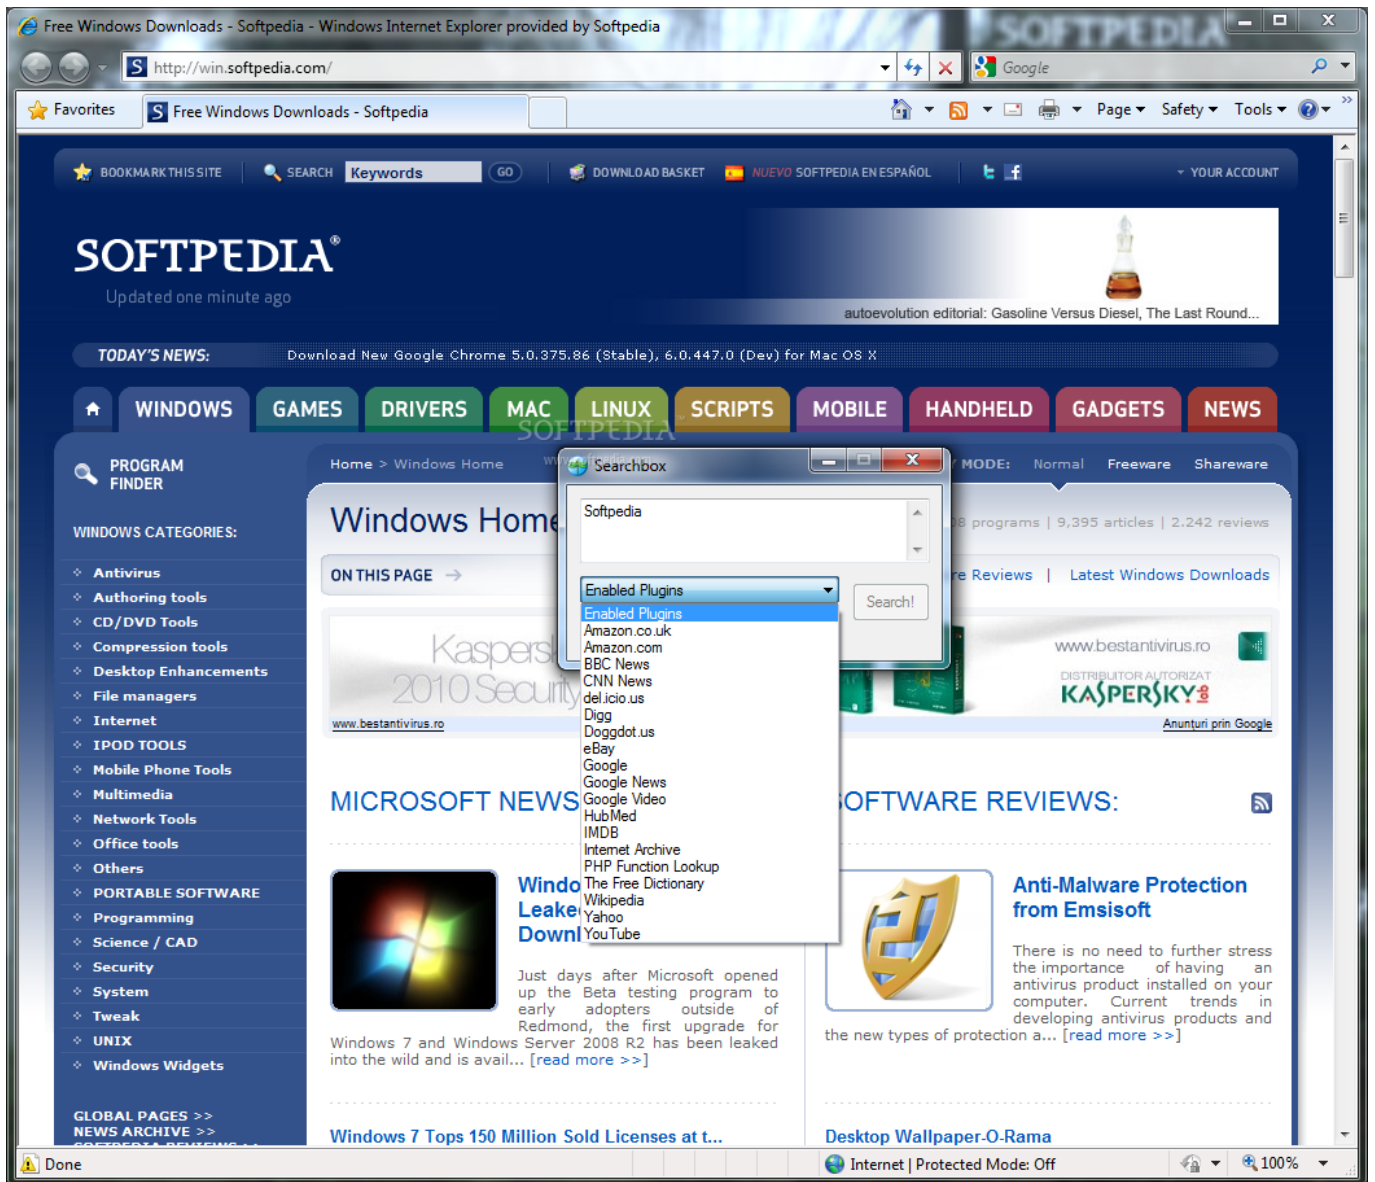 Free Windows Downloads - Softpedia - Windows Internet Explorer provided by Softpedia
SOFTPEDIA
http://win.softpedia.com/
Google
Favorites
Free Windows Downloads - Softpedia
Page
Safety
Tools
BOOKMARK THIS SITE
SEARCH
Keywords
GO
DOWNLOAD BASKET
NUEVO SOFTPEDIA EN ESPAÑOL
YOUR ACCOUNT
SOFTPEDIA®
Updated one minute ago
autoevolution editorial: Gasoline Versus Diesel, The Last Round...
TODAY'S NEWS:
Download New Google Chrome 5.0.375.86 (Stable), 6.0.447.0 (Dev) for Mac OS X
WINDOWS
GAMES
DRIVERS
MAC
LINUX
SCRIPTS
MOBILE
HANDHELD
GADGETS
NEWS
SOFTPEDIA
PROGRAM
FINDER
WINDOWS CATEGORIES:
Antivirus
Authoring tools
CD/DVD Tools
Compression tools
Desktop Enhancements
File managers
Internet
IPOD TOOLS
Mobile Phone Tools
Multimedia
Network Tools
Office tools
Others
PORTABLE SOFTWARE
Programming
Science / CAD
Security
System
Tweak
UNIX
Windows Widgets
GLOBAL PAGES >>
NEWS ARCHIVE >>
SOFTPEDIA REVIEWS >>
Home > Windows Home
MODE:
Normal
Freeware
Shareware
Windows Home
programs | 9,395 articles | 2.242 reviews
ON THIS PAGE
Reviews | Latest Windows Downloads
Searchbox
Softpedia
Enabled Plugins
Search!
Enabled Plugins
Amazon.co.uk
Amazon.com
BBC News
CNN News
del.icio.us
Digg
Doggdot.us
eBay
Google
Google News
Google Video
HubMed
IMDB
Internet Archive
PHP Function Lookup
The Free Dictionary
Wikipedia
Yahoo
YouTube
Kaspersk
2010 Security
www.bestantivirus.ro
www.bestantivirus.ro
DISTRIBUITOR AUTORIZAT
KASPERSKY
Anunţuri prin Google
MICROSOFT NEWS
Windo
Leake
Downl
Just days after Microsoft opened
up the Beta testing program to
early adopters outside of
Redmond, the first upgrade for
Windows 7 and Windows Server 2008 R2 has been leaked
into the wild and is avail... [read more >>]
Windows 7 Tops 150 Million Sold Licenses at t...
SOFTWARE REVIEWS:
Anti-Malware Protection
from Emsisoft
There is no need to further stress
the importance of having an
antivirus product installed on your
computer. Current trends in
developing antivirus products and
the new types of protection a... [read more >>]
Desktop Wallpaper-O-Rama
Done
Internet | Protected Mode: Off
100%